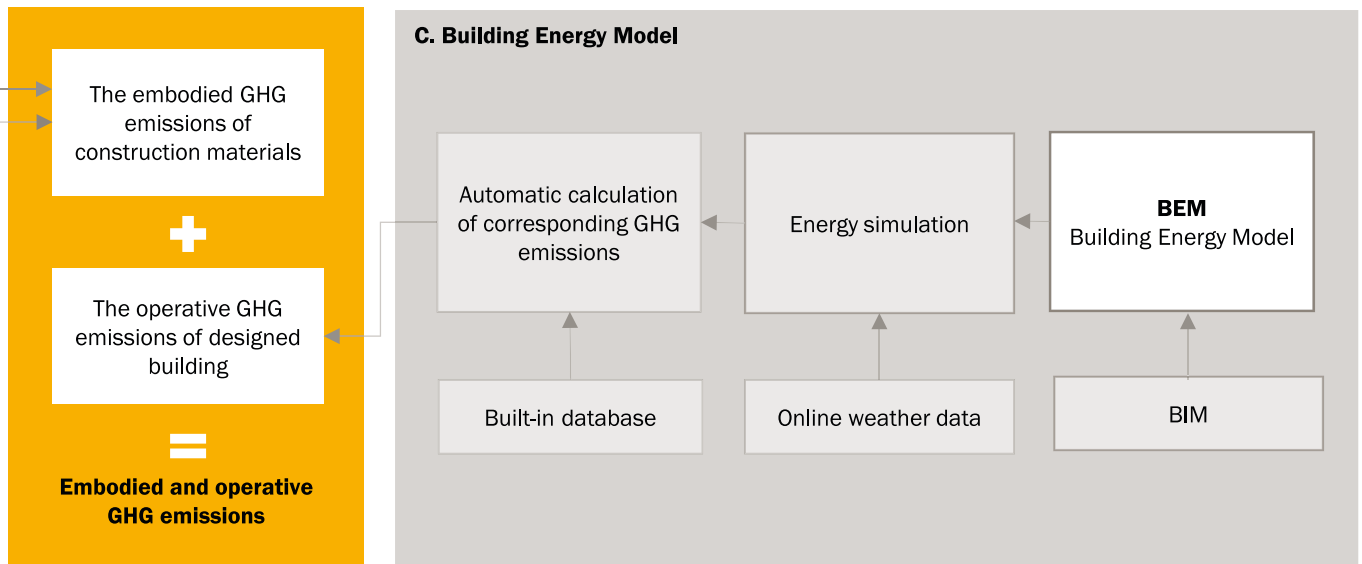 The embodied GHG
emissions of
construction materials
The operative GHG
emissions of designed
building
Embodied and operative
GHG emissions
C. Building Energy Model
Automatic calculation
of corresponding GHG
emissions
Energy simulation
BEM
Building Energy Model
Built-in database
Online weather data
BIM